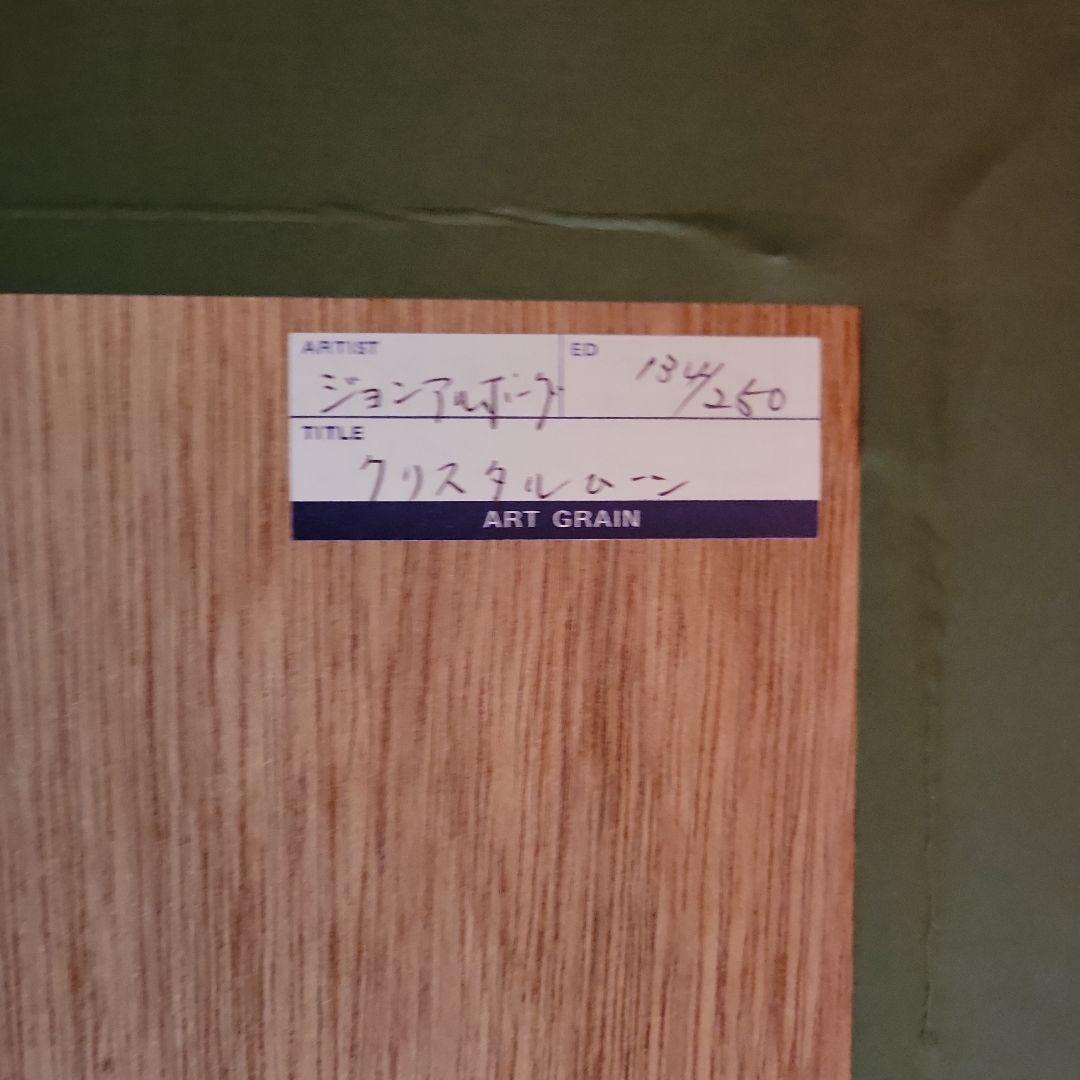 ARTIST
ジョンアルボーグ
ED
134/250
TITLE
クリスタルムーン
ART GRAIN